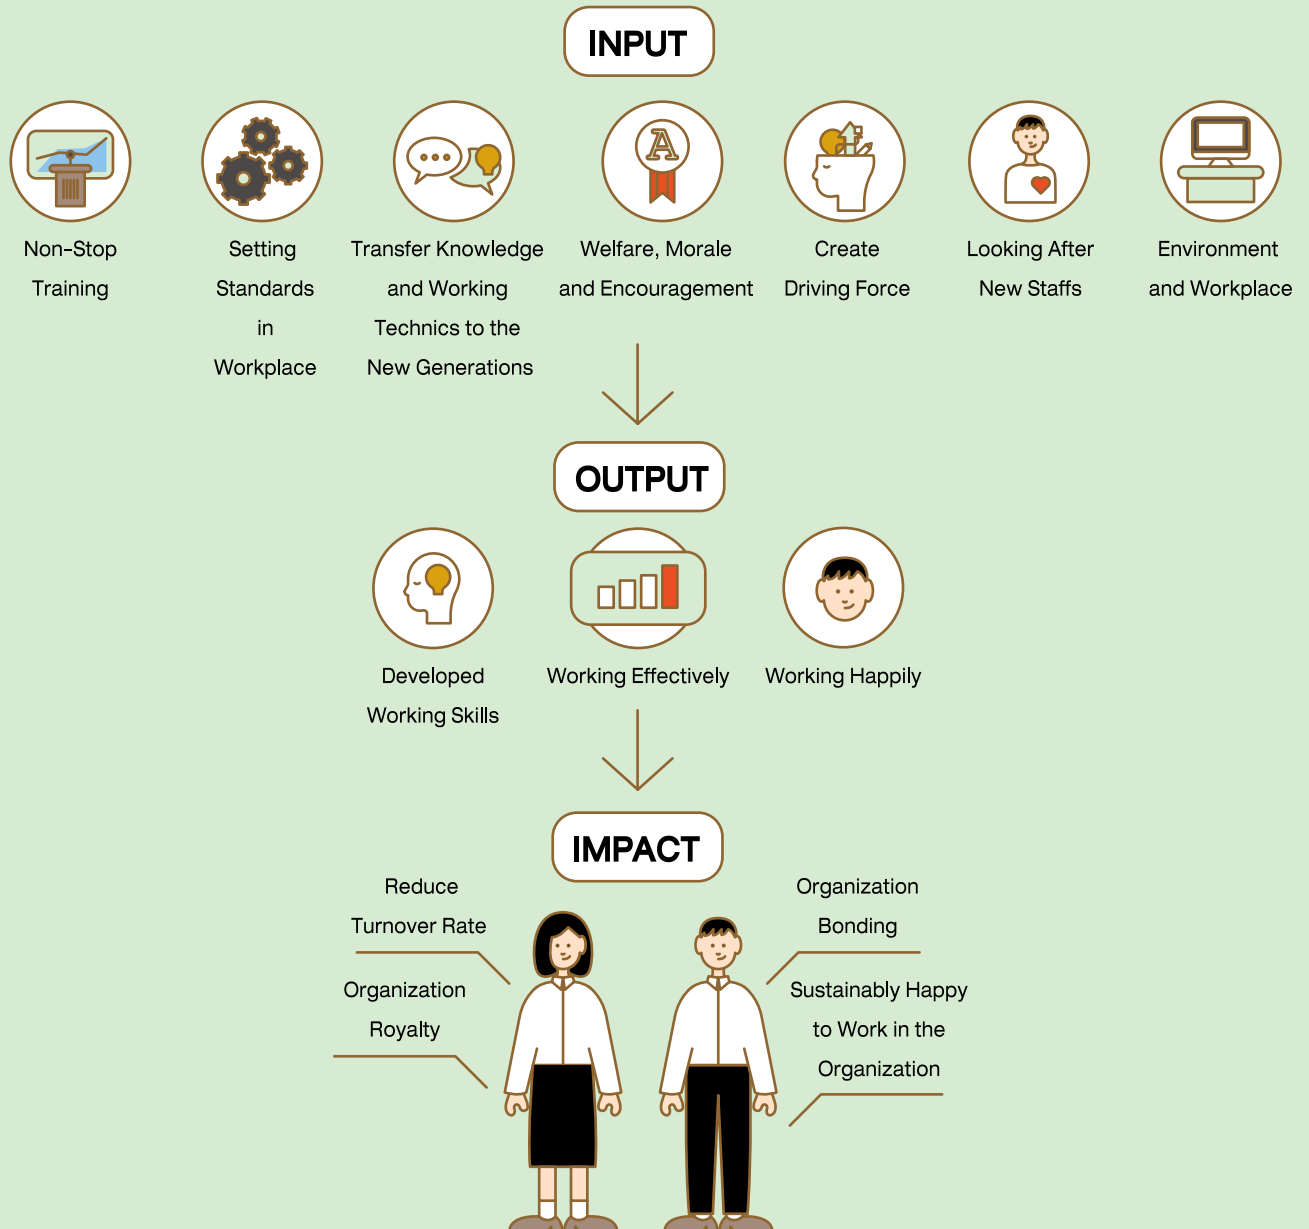 INPUT
Non-Stop
Training
Setting
Standards
in
Workplace
Transfer Knowledge
and Working
Technics to the
New Generations
Welfare, Morale
and Encouragement
Create
Driving Force
Looking After
New Staffs
Environment
and Workplace
A
OUTPUT
Developed
Working Skills
Working Effectively
Working Happily
IMPACT
Reduce
Turnover Rate
Organization
Royalty
Organization
Bonding
Sustainably Happy
to Work in the
Organization